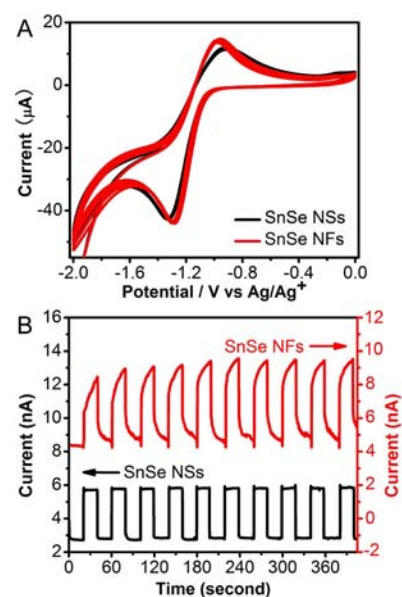 A
20
0
-20
-40
Current (μA)
SnSe NSs
SnSe NFs
-2.0 -1.6 -1.2 -0.8 -0.4 0.0
Potential / V vs Ag/Ag+
B
16
14
12
10
8
6
4
2
Current (nA)
SnSe NFs
SnSe NSs
12
10
8
6
4
2
0
-2
Current (nA)
0 60 120 180 240 300 360
Time (second)